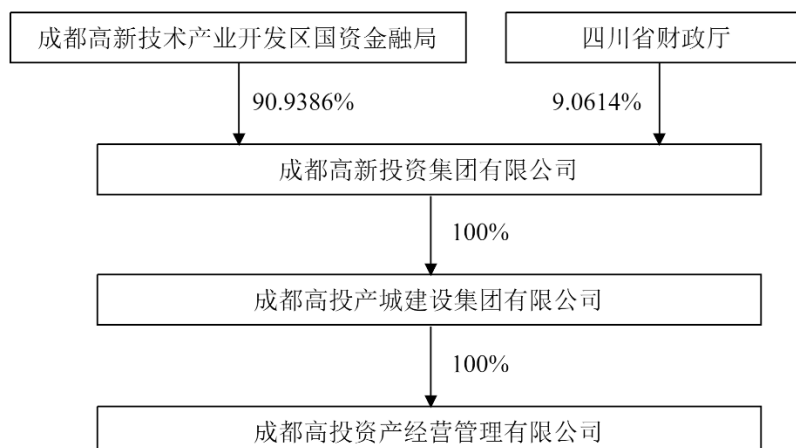 成都高新技术产业开发区国资金融局
四川省财政厅
90.9386%
9.0614%
成都高新投资集团有限公司
100%
成都高投产城建设集团有限公司
100%
成都高投资产经营管理有限公司